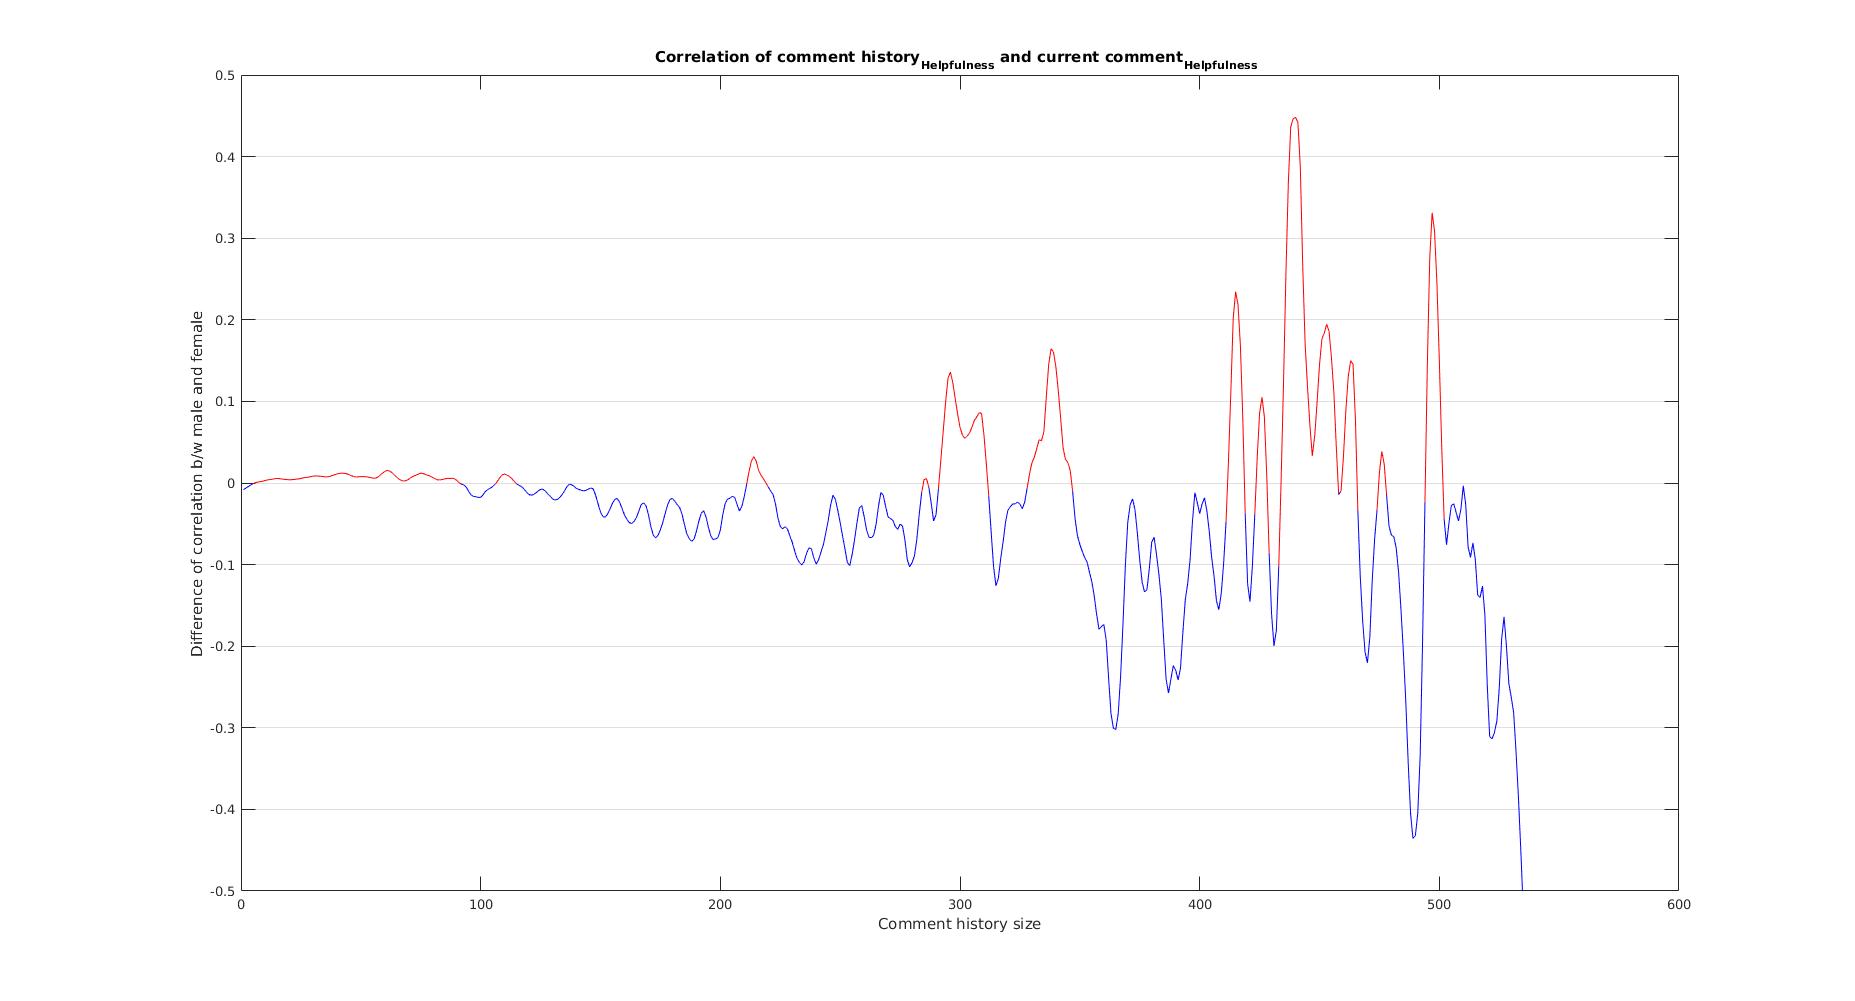 Correlation of comment history Helpfulness and current comment Helpfulness
0.5
0.4
0.3
0.2
0.1
0
-0.1
-0.2
-0.3
-0.4
-0.5
Difference of correlation b/w male and female
0 100 200 300 400 500 600
Comment history size